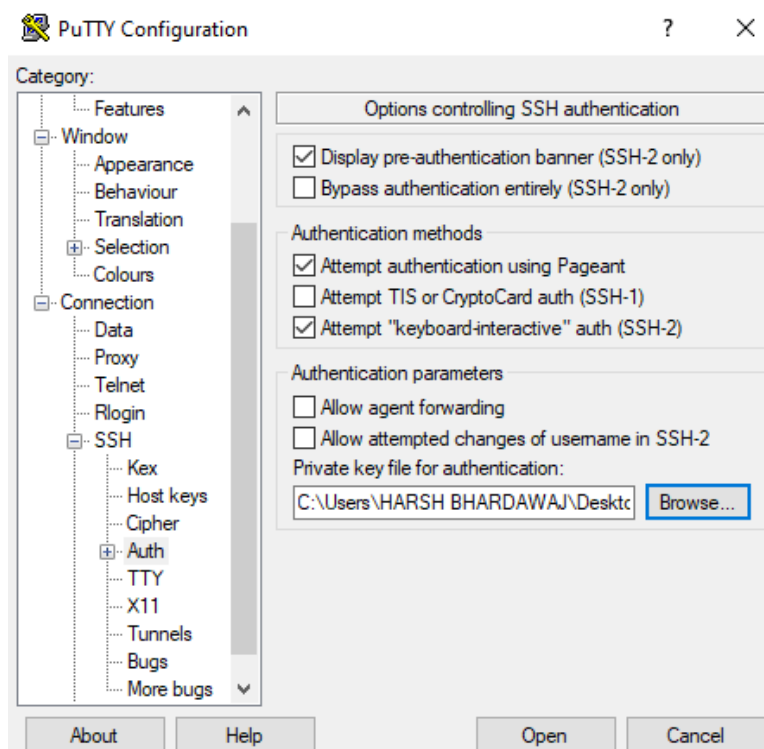 PuTTY Configuration
?
Category:
Features
Window
Appearance
Behaviour
Translation
Selection
Colours
Connection
Data
Proxy
Telnet
Rlogin
SSH
Kex
Host keys
Cipher
Auth
TTY
X11
Tunnels
Bugs
More bugs
Options controlling SSH authentication
Display pre-authentication banner (SSH-2 only)
Bypass authentication entirely (SSH-2 only)
Authentication methods
Attempt authentication using Pageant
Attempt TIS or CryptoCard auth (SSH-1)
Attempt "keyboard-interactive" auth (SSH-2)
Authentication parameters
Allow agent forwarding
Allow attempted changes of username in SSH-2
Private key file for authentication:
C:\Users\HARSH BHARDAWAJ\Deskto
Browse...
About
Help
Open
Cancel